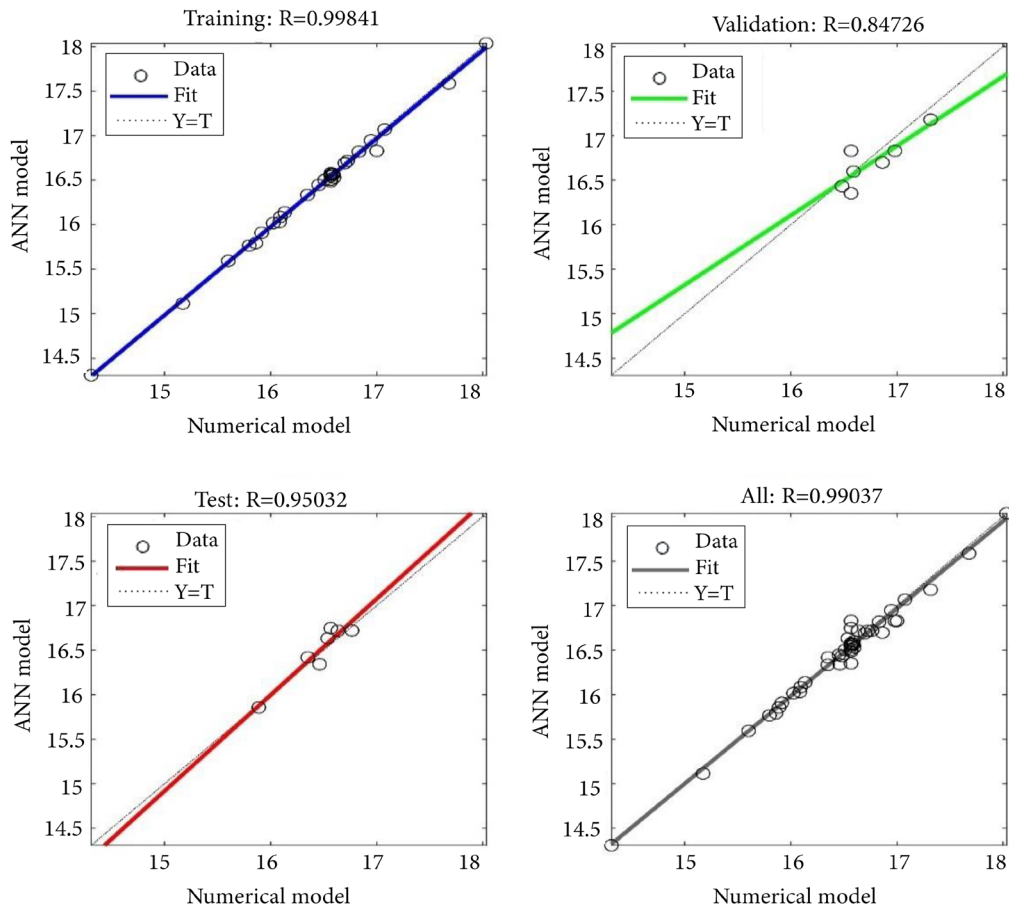 Training: R=0.99841
18
17.5
17
16.5
16
15.5
15
14.5
ANN model
Data
Fit
Y=T
15
16
17
18
Numerical model
Validation: R=0.84726
18
17.5
17
16.5
16
15.5
15
14.5
ANN model
Data
Fit
Y=T
15
16
17
18
Numerical model
Test: R=0.95032
18
17.5
17
16.5
16
15.5
15
14.5
ANN model
Data
Fit
Y=T
15
16
17
18
Numerical model
All: R=0.99037
18
17.5
17
16.5
16
15.5
15
14.5
ANN model
Data
Fit
Y=T
15
16
17
18
Numerical model